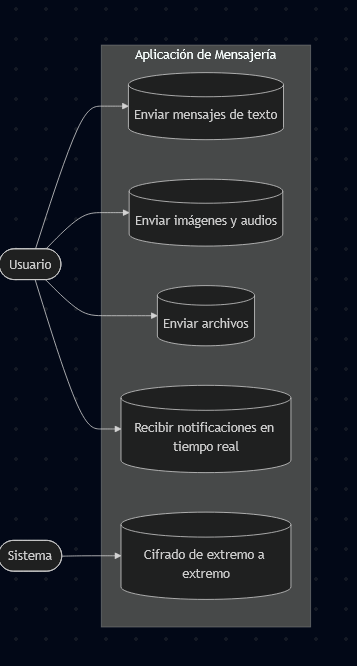 Aplicación de Mensajería
Enviar mensajes de texto
Enviar imágenes y audios
Usuario
Enviar archivos
Recibir notificaciones en
tiempo real
Sistema
Cifrado de extremo a
extremo